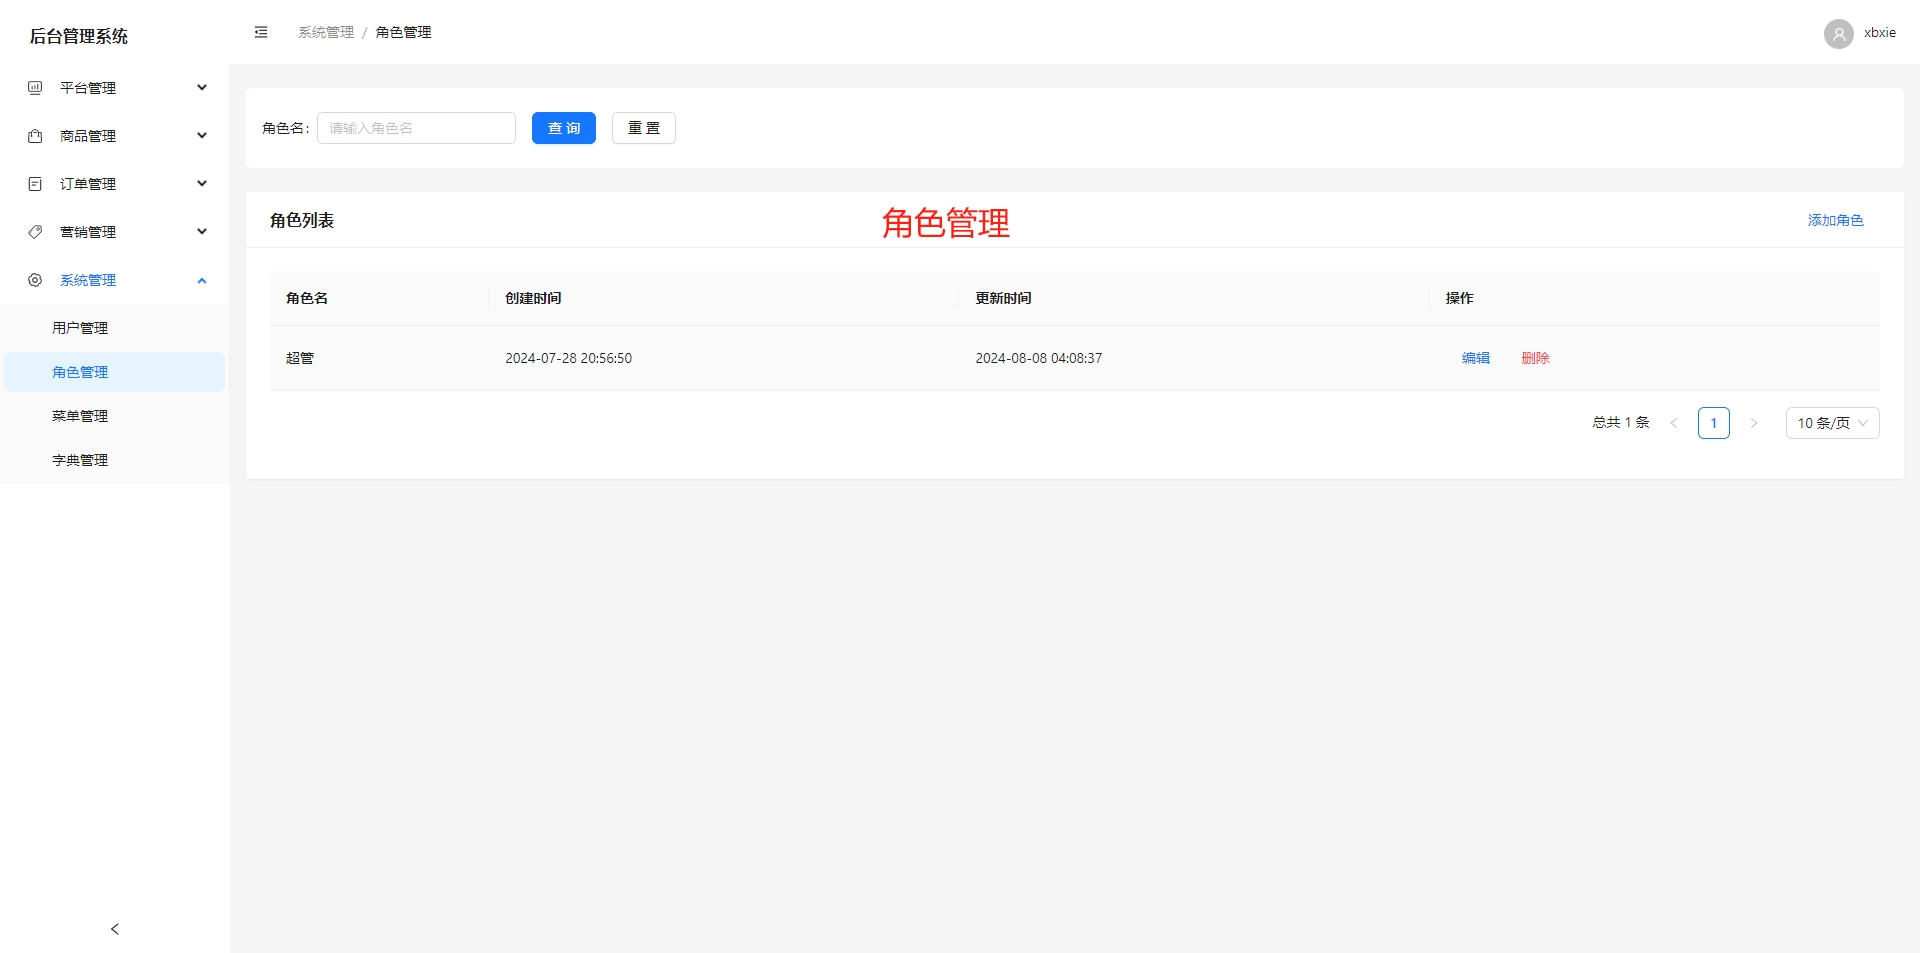 后台管理系统
系统管理 / 角色管理
xbxie
平台管理
商品管理
订单管理
营销管理
系统管理
用户管理
角色管理
菜单管理
字典管理
角色名: 请输入角色名 查 询 重 置
角色列表 角色管理 添加角色
角色名 创建时间 更新时间 操作
超管 2024-07-28 20:56:50 2024-08-08 04:08:37 编辑 删除
总共 1 条 < 1 > 10 条/页